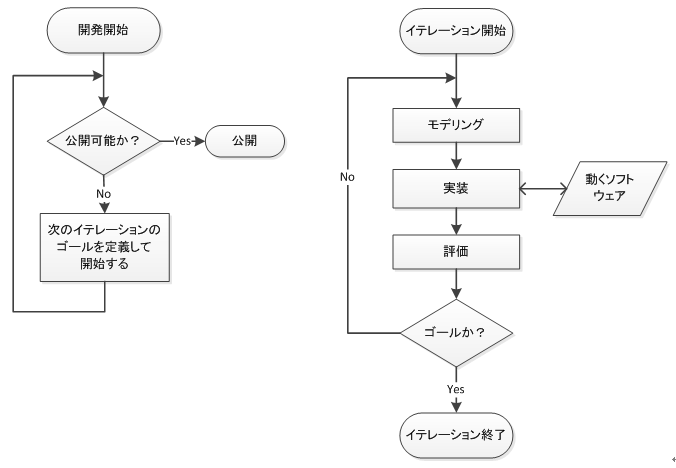 開発開始
公開可能か？
Yes
公開
No
次のイテレーションの
ゴールを定義して
開始する
イテレーション開始
モデリング
No
実装
動くソフト
ウェア
評価
ゴールか？
Yes
イテレーション終了